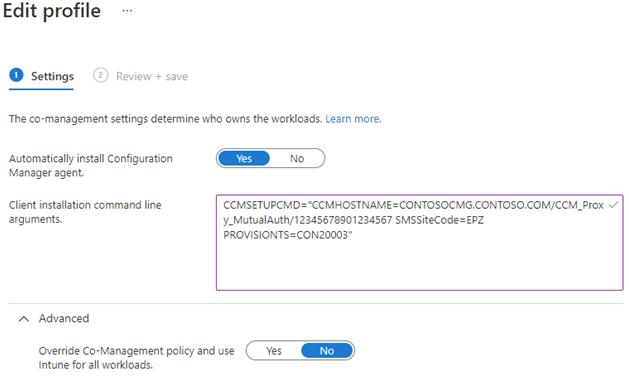 Edit profile ...
1 Settings 2 Review + save
The co-management settings determine who owns the workloads. Learn more.
Automatically install Configuration
Manager agent.
Yes No
Client installation command line
arguments.
CCMSETUPCMD="CCMHOSTNAME=CONTOSOCMG.CONTOSO.COM/CCM_Prox
y_MutualAuth/12345678901234567 SMSSiteCode=EPZ
PROVISIONTS=CON20003"
Advanced
Override Co-Management policy and use
Intune for all workloads.
Yes No